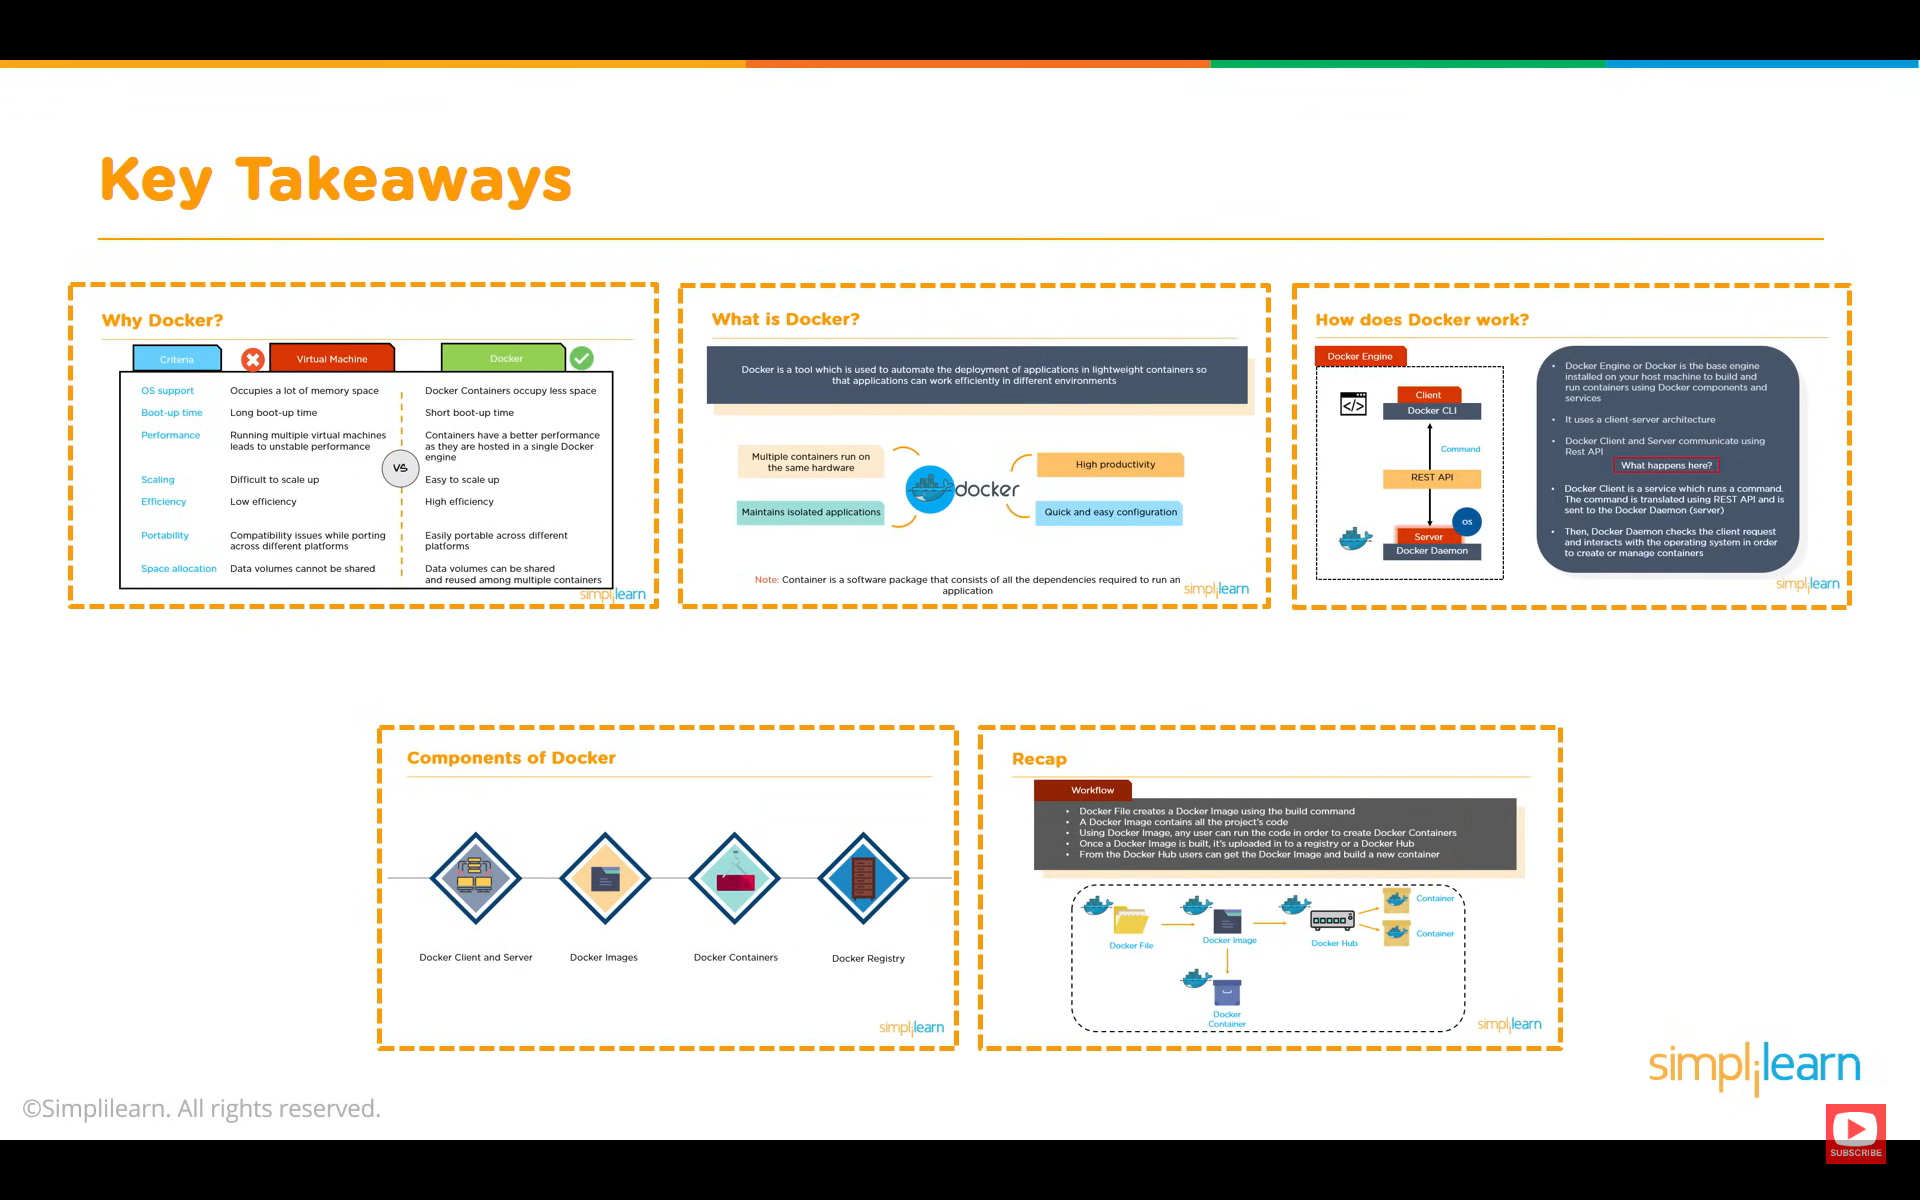 Key Takeaways
Why Docker?
Criteria
Virtual Machine
Docker
OS support
Occupies a lot of memory space
Docker Containers occupy less space
Boot-up time
Long boot-up time
Short boot-up time
Performance
Running multiple virtual machines
leads to unstable performance
Containers have a better performance
as they are hosted in a single Docker
engine
VS
Scaling
Difficult to scale up
Easy to scale up
Efficiency
Low efficiency
High efficiency
Portability
Compatibility issues while porting
across different platforms
Easily portable across different
platforms
Space allocation
Data volumes cannot be shared
Data volumes can be shared
and reused among multiple containers
simplilearn
What is Docker?
Docker is a tool which is used to automate the deployment of applications in lightweight containers so
that applications can work efficiently in different environments
Multiple containers run on
the same hardware
High productivity
docker
Maintains isolated applications
Quick and easy configuration
Note: Container is a software package that consists of all the dependencies required to run an
application
simplilearn
How does Docker work?
Docker Engine
Client
Docker CLI
Command
REST API
OS
Server
Docker Daemon
• Docker Engine or Docker is the base engine
installed on your host machine to build and
run containers using Docker components and
services
• It uses a client-server architecture
• Docker Client and Server communicate using
Rest API
What happens here?
• Docker Client is a service which runs a command.
The command is translated using REST API and is
sent to the Docker Daemon (server)
• Then, Docker Daemon checks the client request
and interacts with the operating system in order
to create or manage containers
simplilearn
Components of Docker
Docker Client and Server
Docker Images
Docker Containers
Docker Registry
simplilearn
Recap
Workflow
• Docker File creates a Docker Image using the build command
• A Docker Image contains all the project's code
• Using Docker Image, any user can run the code in order to create Docker Containers
• Once a Docker Image is built, it's uploaded in to a registry or a Docker Hub
• From the Docker Hub users can get the Docker Image and build a new container
Docker File
Docker Image
Docker Hub
Container
Container
Docker
Container
simplilearn
simplilearn
©Simplilearn. All rights reserved.
SUBSCRIBE